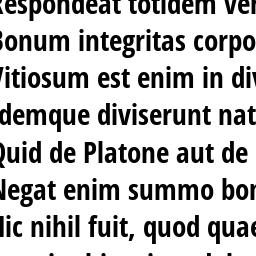 Respondeat totidem ver
Bonum integritas corpo
Vitiosum est enim in div
Idemque diviserunt nat
Quid de Platone aut de
Negat enim summo bon
Hic nihil fuit, quod quae